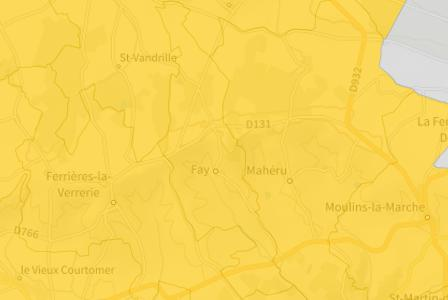 St-Vandrille
D932
D131
La Fer
D
Fay
Mahéru
Ferrières-la-
Verrerie
Moulins-la-Marche
D766
le Vieux Courtomer
St-Martin-d